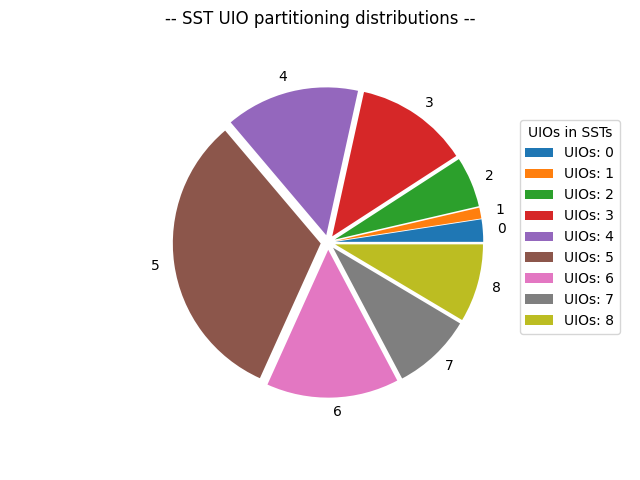 -- SST UIO partitioning distributions --
4
3
2
1
0
5
8
7
6
UIOs in SSTs
UIOs: 0
UIOs: 1
UIOs: 2
UIOs: 3
UIOs: 4
UIOs: 5
UIOs: 6
UIOs: 7
UIOs: 8